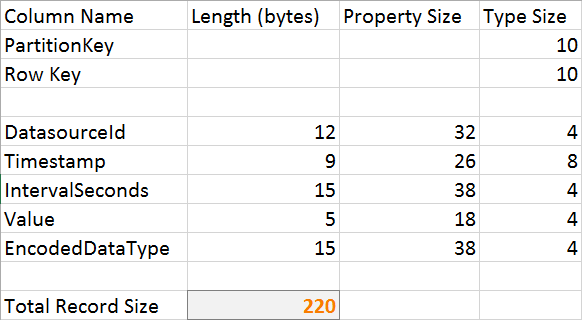 Column Name Length (bytes) Property Size Type Size
PartitionKey 10
Row Key 10
DatasourceId 12 32 4
Timestamp 9 26 8
IntervalSeconds 15 38 4
Value 5 18 4
EncodedDataType 15 38 4
Total Record Size 220